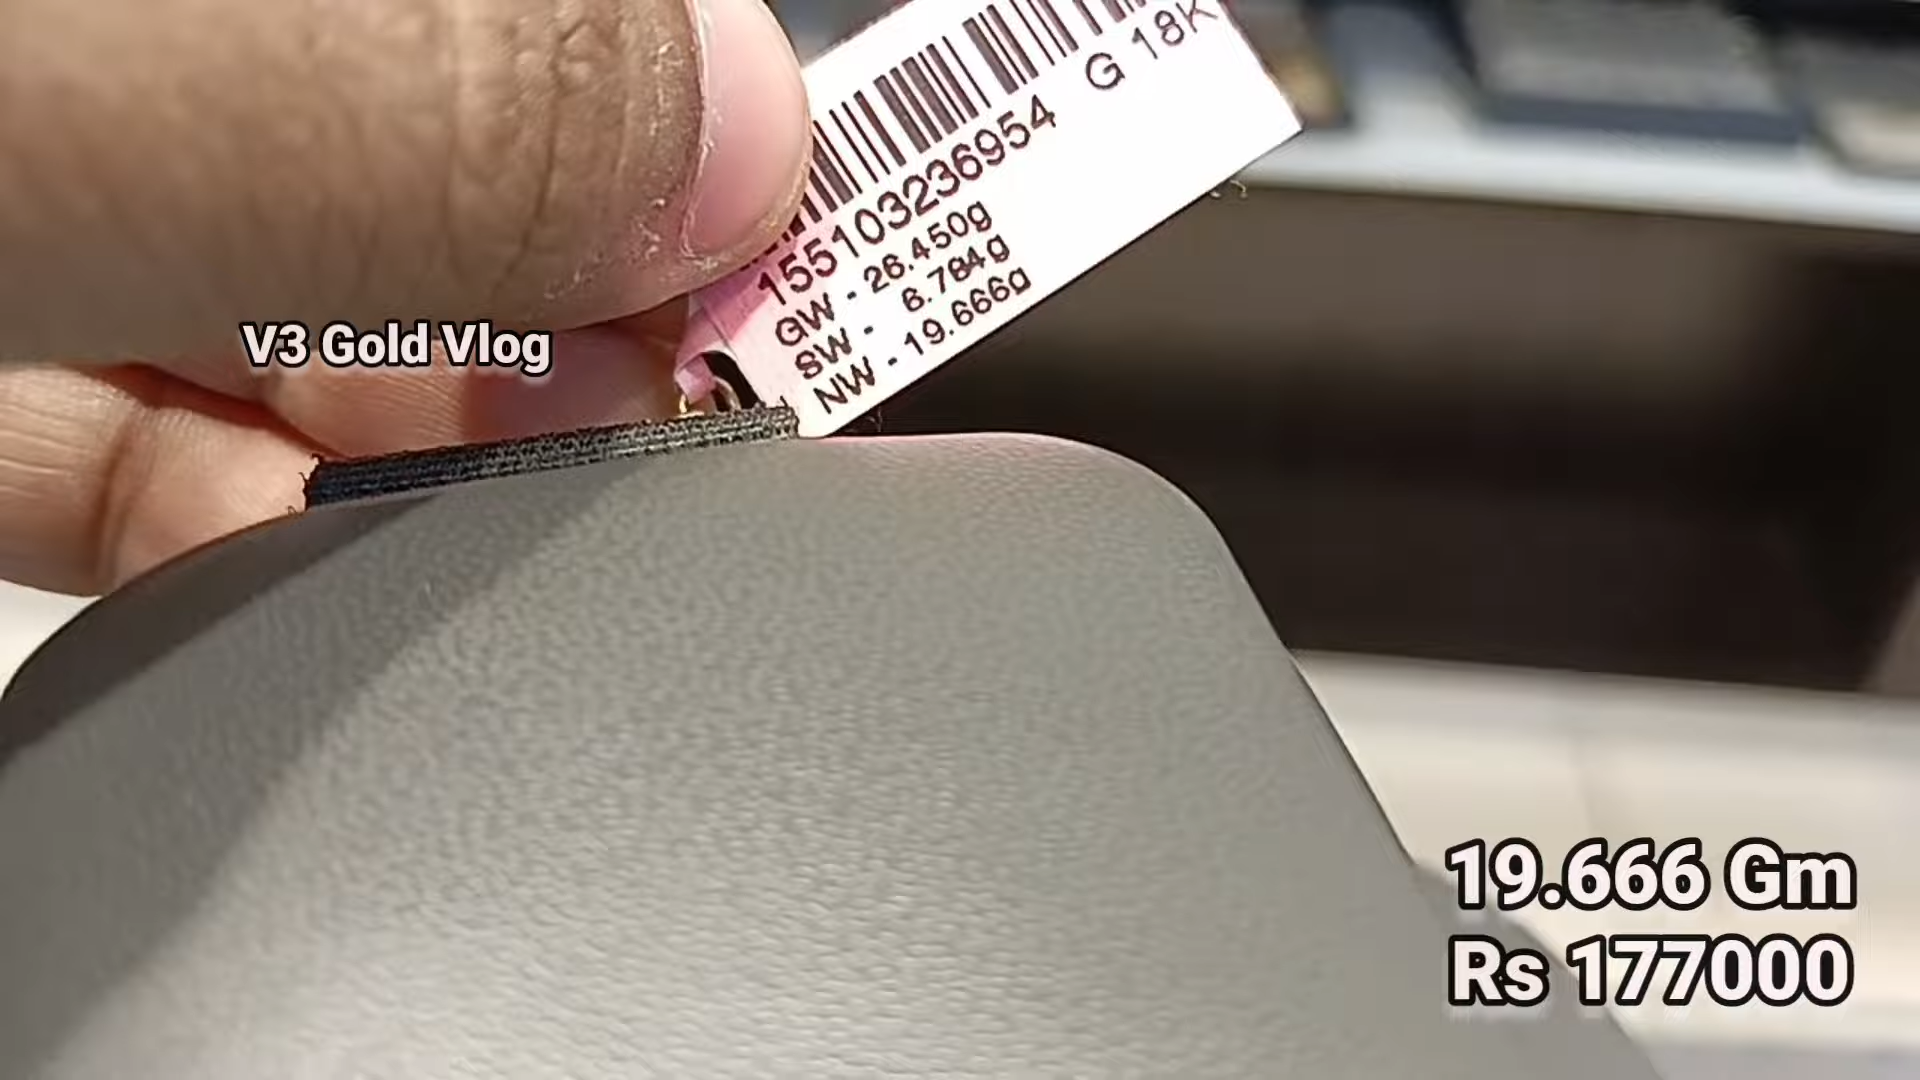 G 18K
155103236954
GW - 26.450g
SW - 6.784g
NW - 19.666g
V3 Gold Vlog
19.666 Gm
Rs 177000